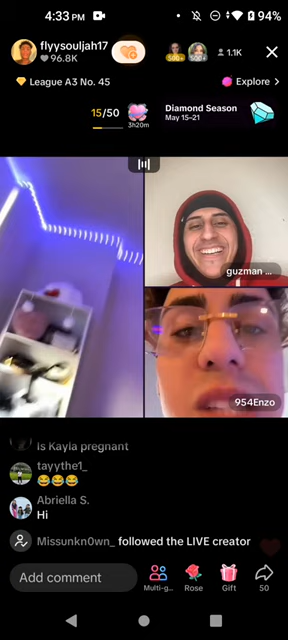 4:33 PM
94%
flyysouljah17
96.8K
500+
500+
1.1K
League A3 No. 45
Explore
15/50
3h20m
Diamond Season
May 15–21
guzman ...
954Enzo
Is Kayla pregnant
tayythe1_
😂😂😂
Abriella S.
Hi
Missunkn0wn_ followed the LIVE creator
Add comment
Multi-g...
Rose
Gift
50